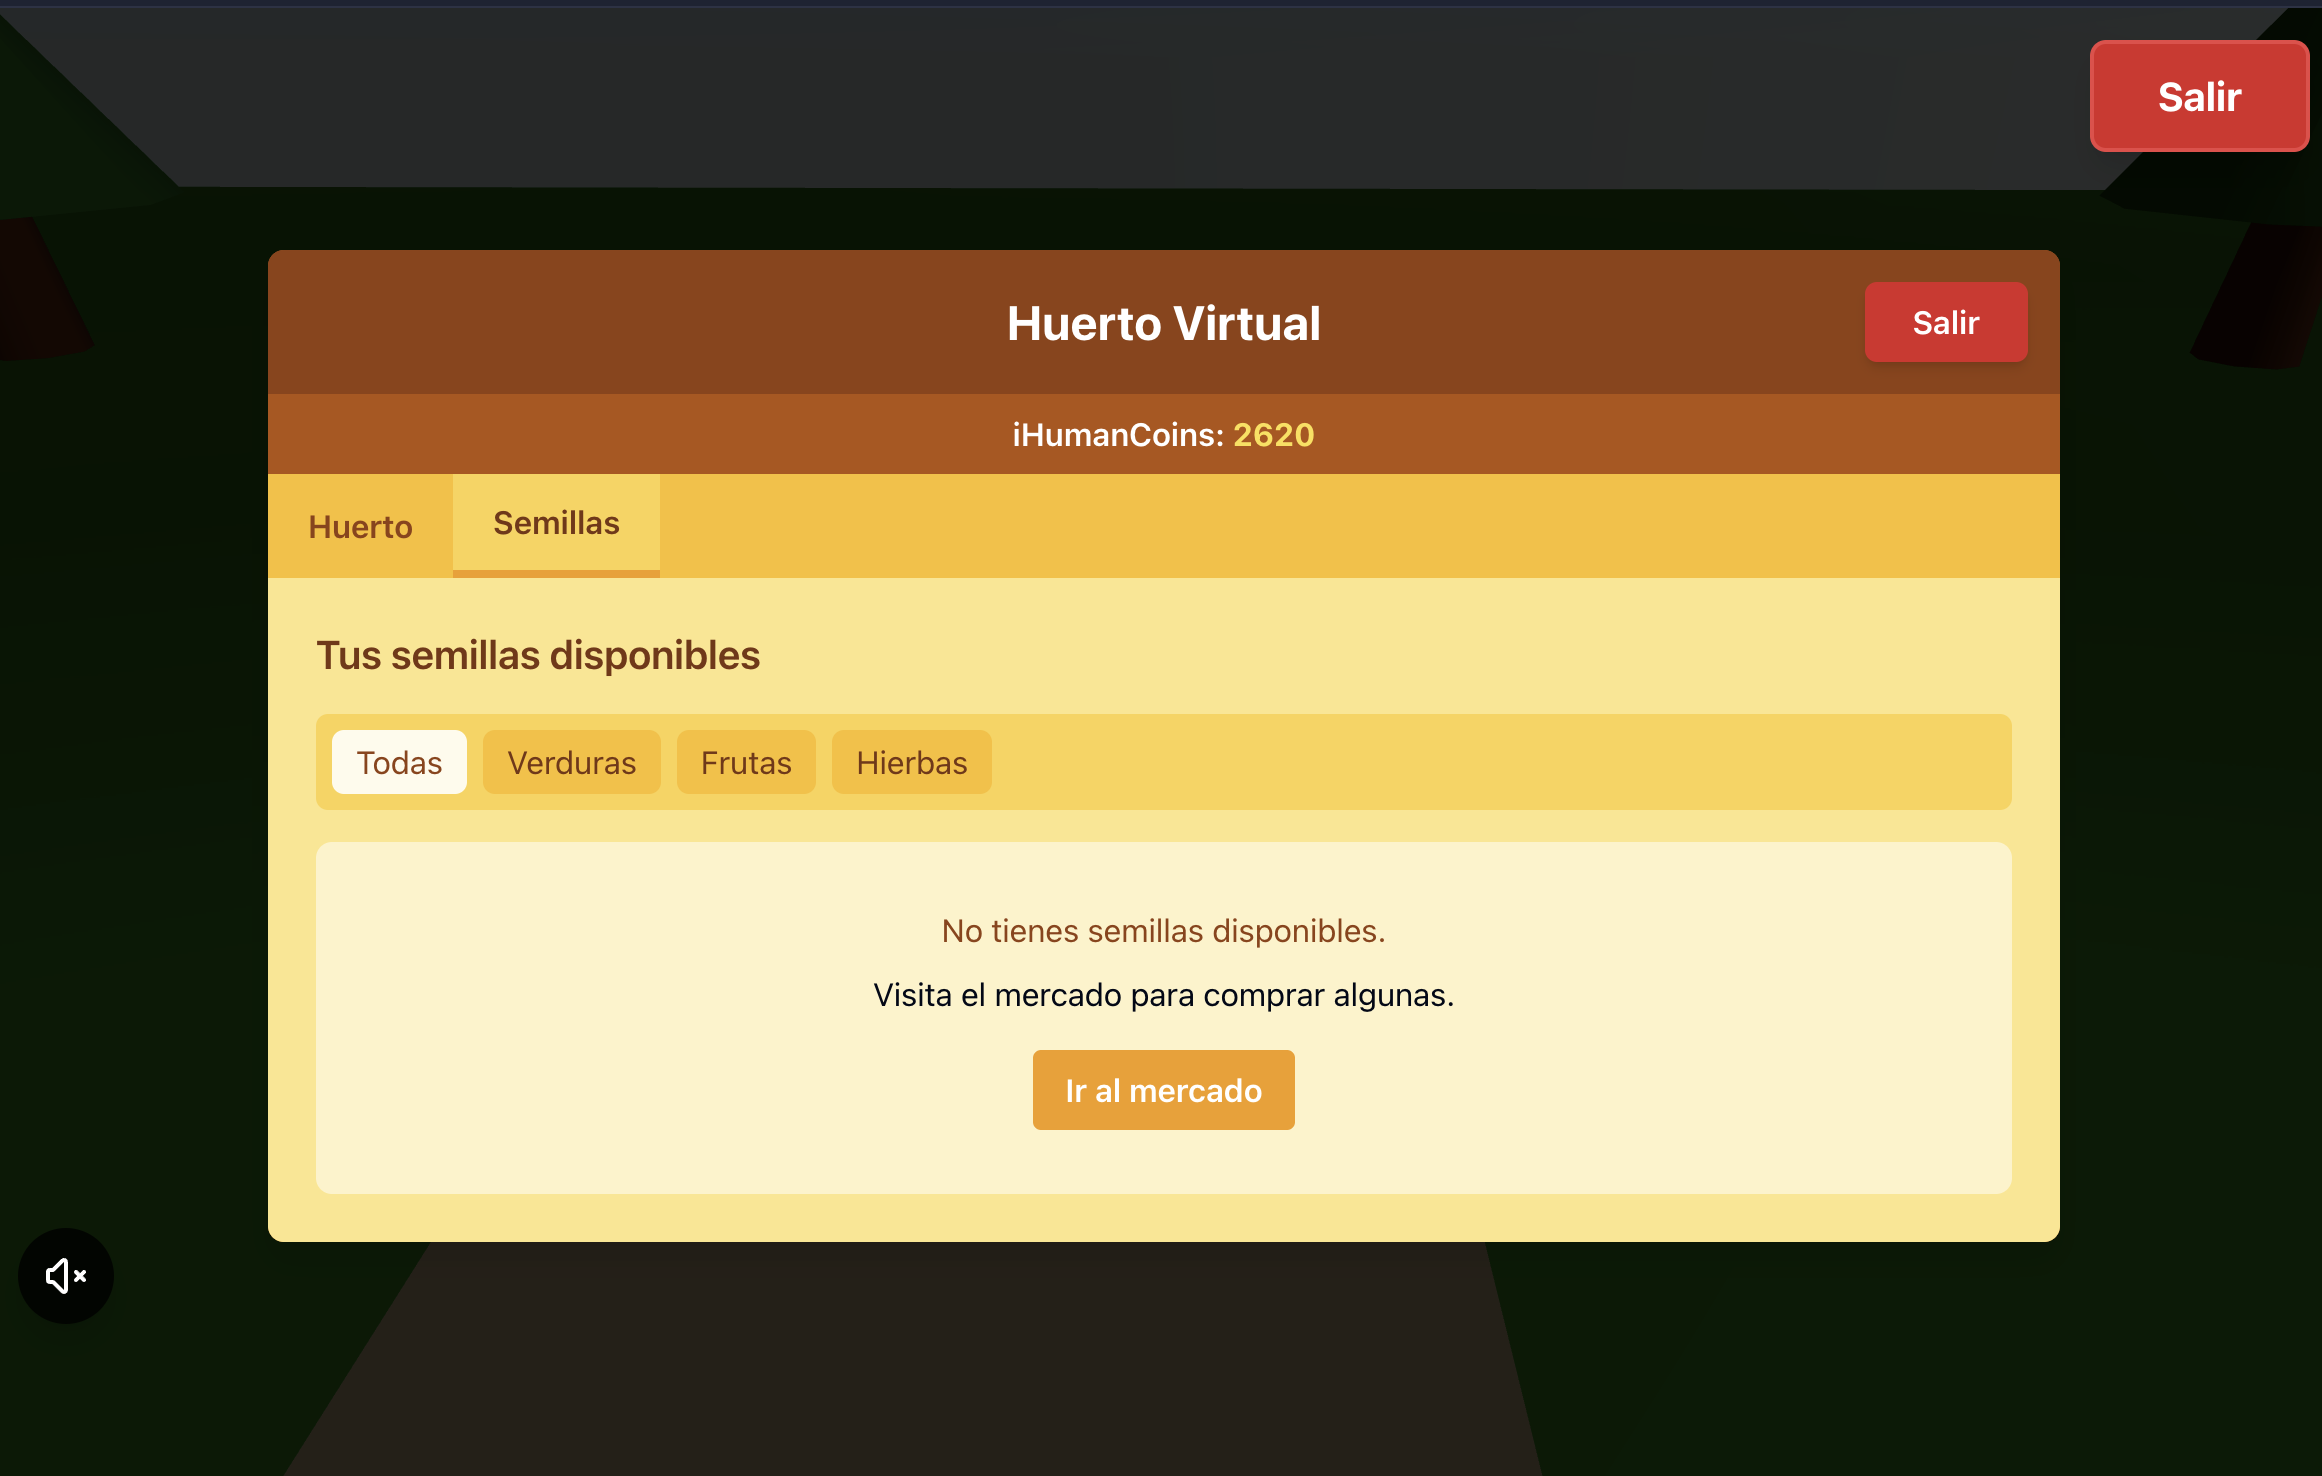 Salir
Huerto Virtual
Salir
iHumanCoins: 2620
Huerto
Semillas
Tus semillas disponibles
Todas
Verduras
Frutas
Hierbas
No tienes semillas disponibles.
Visita el mercado para comprar algunas.
Ir al mercado